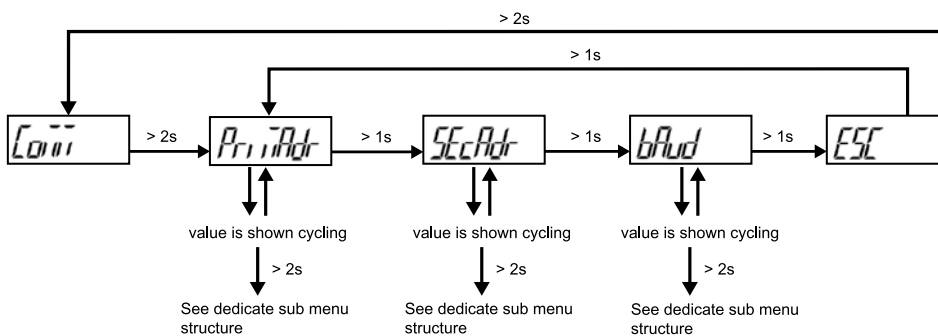 > 2s
> 1s
Comm > 2s PrimAdr > 1s SEcAdr > 1s bAud > 1s ESC
value is shown cycling value is shown cycling value is shown cycling
> 2s > 2s > 2s
See dedicate sub menu See dedicate sub menu See dedicate sub menu
structure structure structure